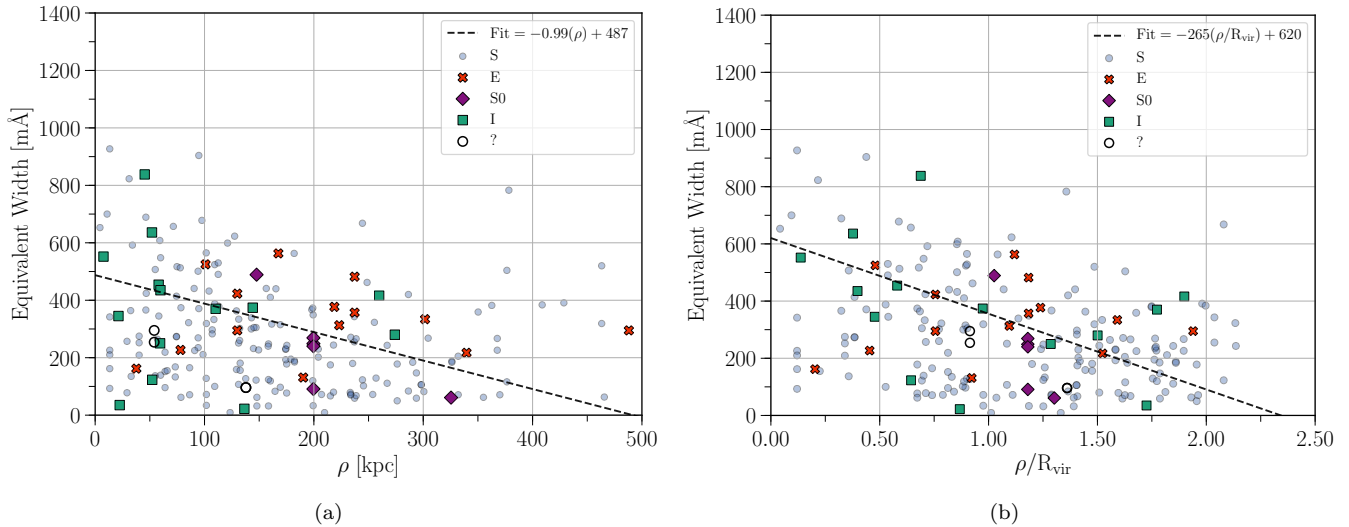 1400
1200
1000
800
600
400
200
0
Equivalent Width [mÅ]
0 100 200 300 400 500
ρ [kpc]
Fit = −0.99(ρ) + 487
S
E
S0
I
?
(a)
1400
1200
1000
800
600
400
200
0
Equivalent Width [mÅ]
0.00 0.50 1.00 1.50 2.00 2.50
ρ/R_vir
Fit = −265(ρ/R_vir) + 620
S
E
S0
I
?
(b)